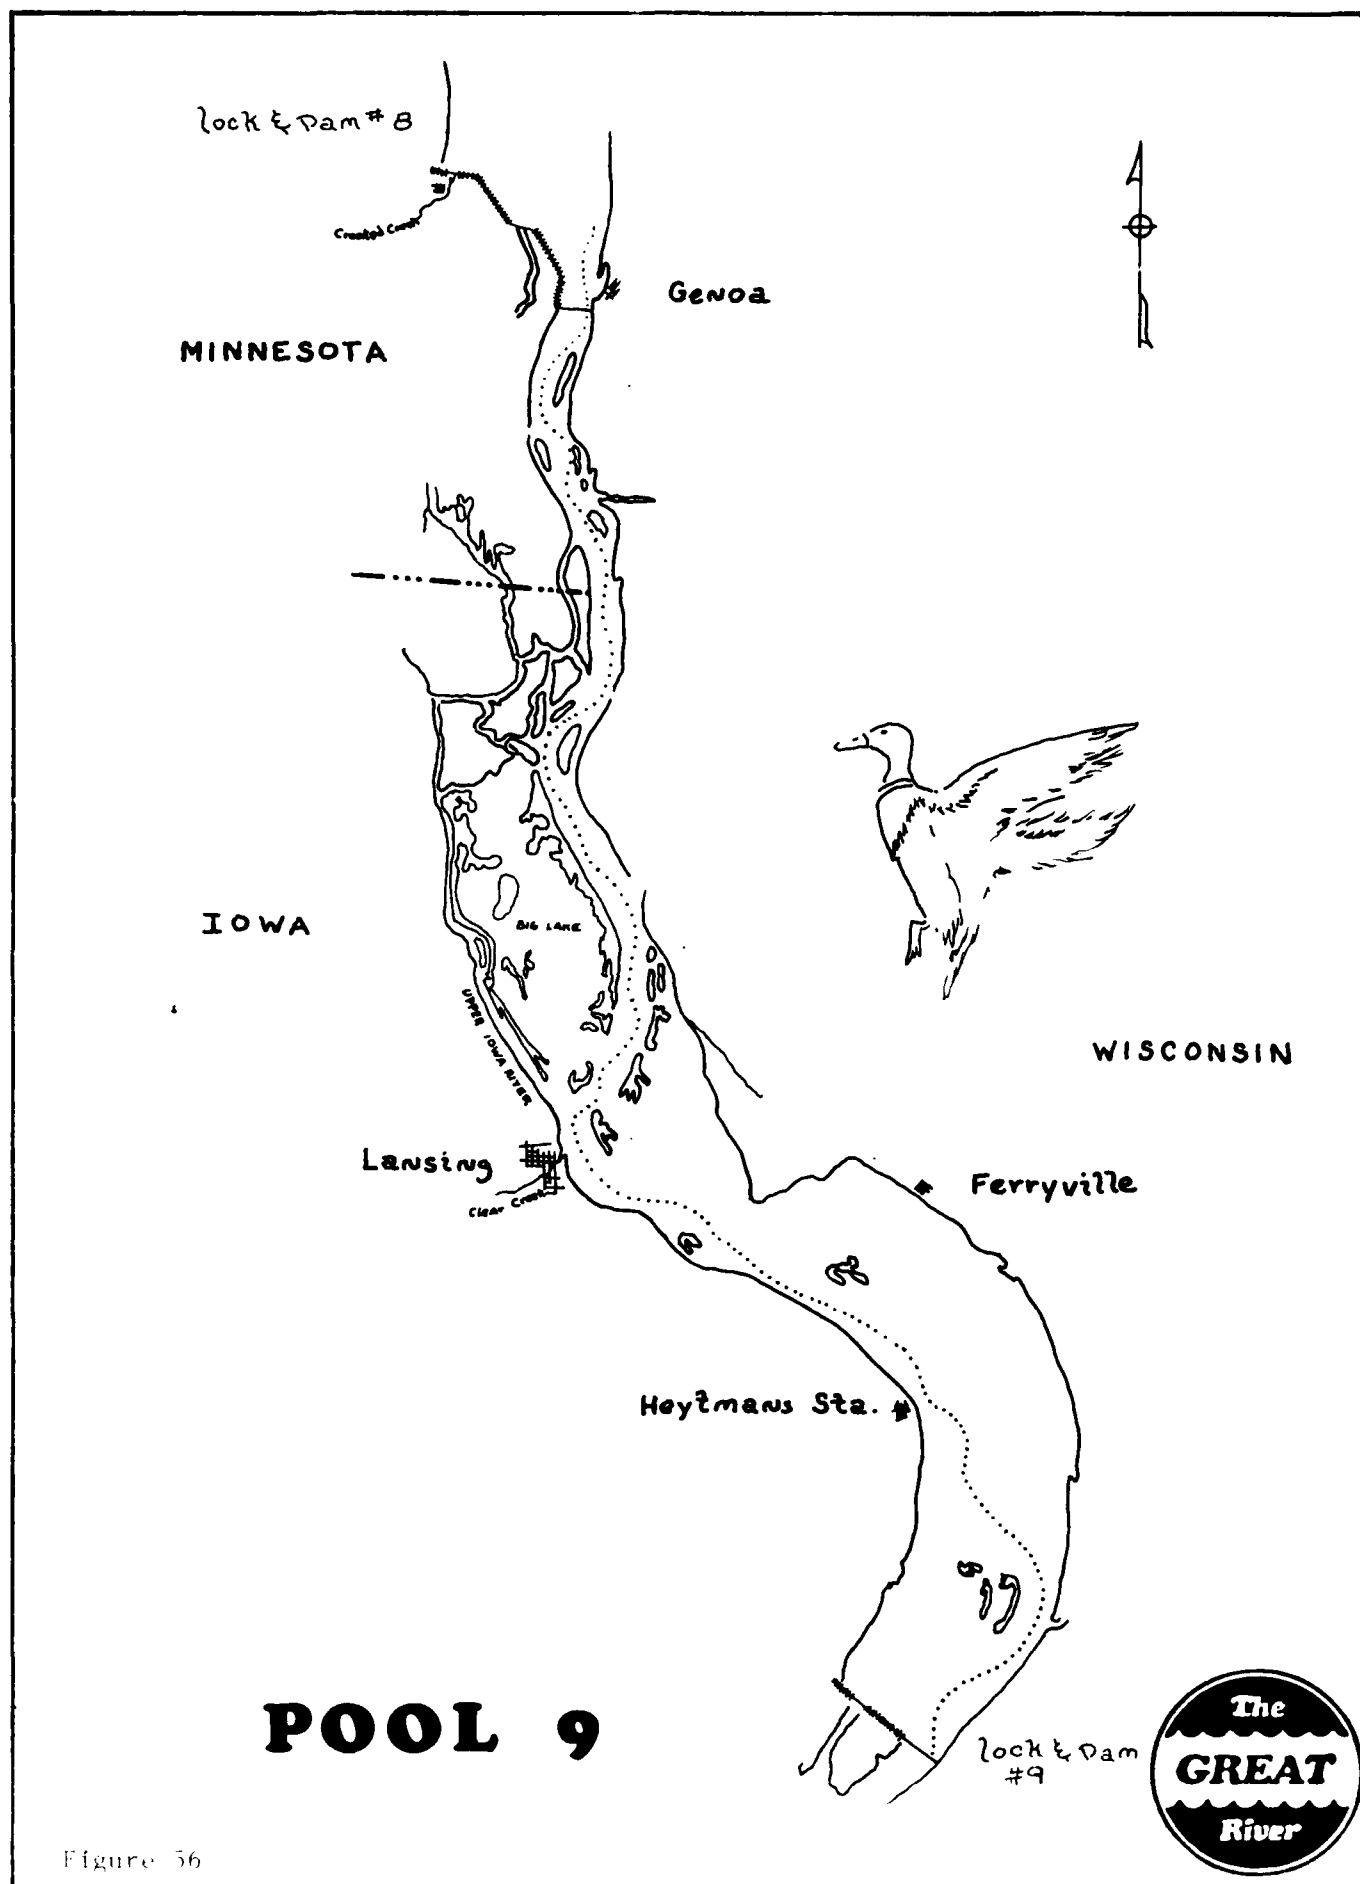 lock & Dam # 8
Crooked Creek
Genoa
MINNESOTA
IOWA
BIG LAKE
UPPER IOWA RIVER
WISCONSIN
Lansing
Clear Creek
Ferryville
Heytmans Sta.
POOL 9
lock & Dam
#9
The
GREAT
River
Figure 56